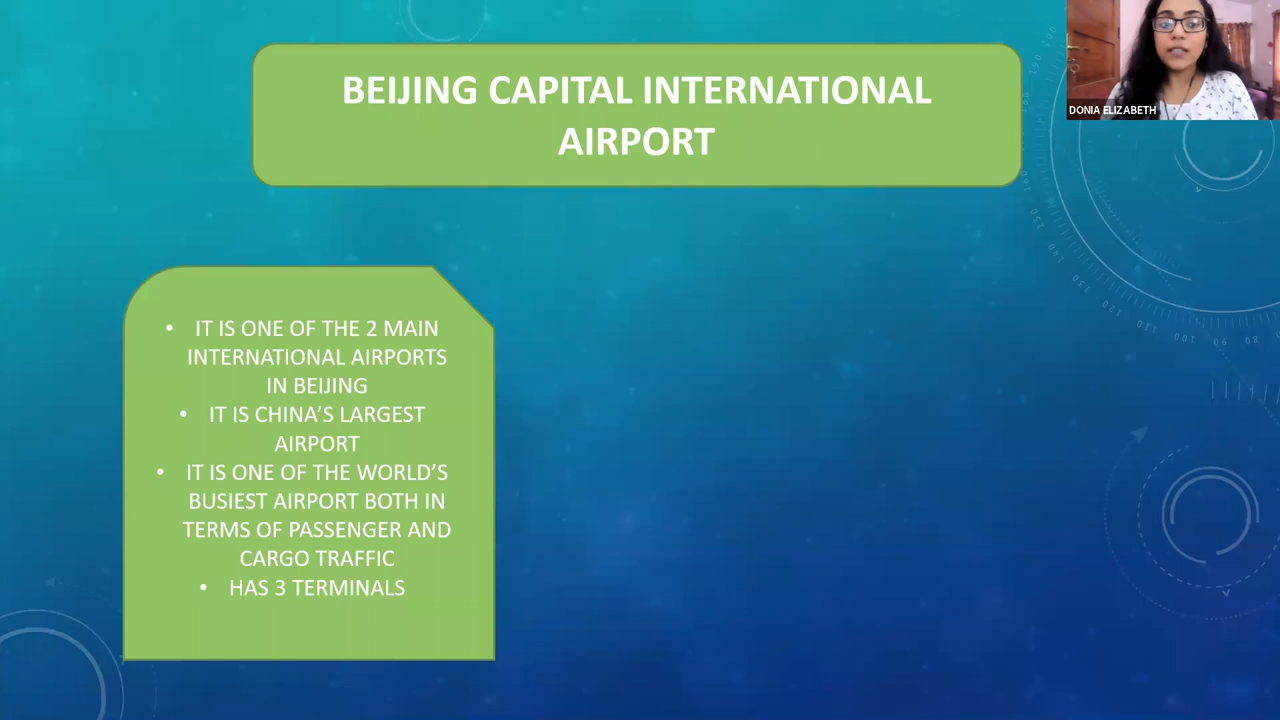 BEIJING CAPITAL INTERNATIONAL
AIRPORT
DONIA ELIZABETH
• IT IS ONE OF THE 2 MAIN
INTERNATIONAL AIRPORTS
IN BEIJING
• IT IS CHINA’S LARGEST
AIRPORT
• IT IS ONE OF THE WORLD’S
BUSIEST AIRPORT BOTH IN
TERMS OF PASSENGER AND
CARGO TRAFFIC
• HAS 3 TERMINALS